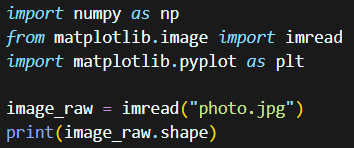 import numpy as np
from matplotlib.image import imread
import matplotlib.pyplot as plt

image_raw = imread("photo.jpg")
print(image_raw.shape)